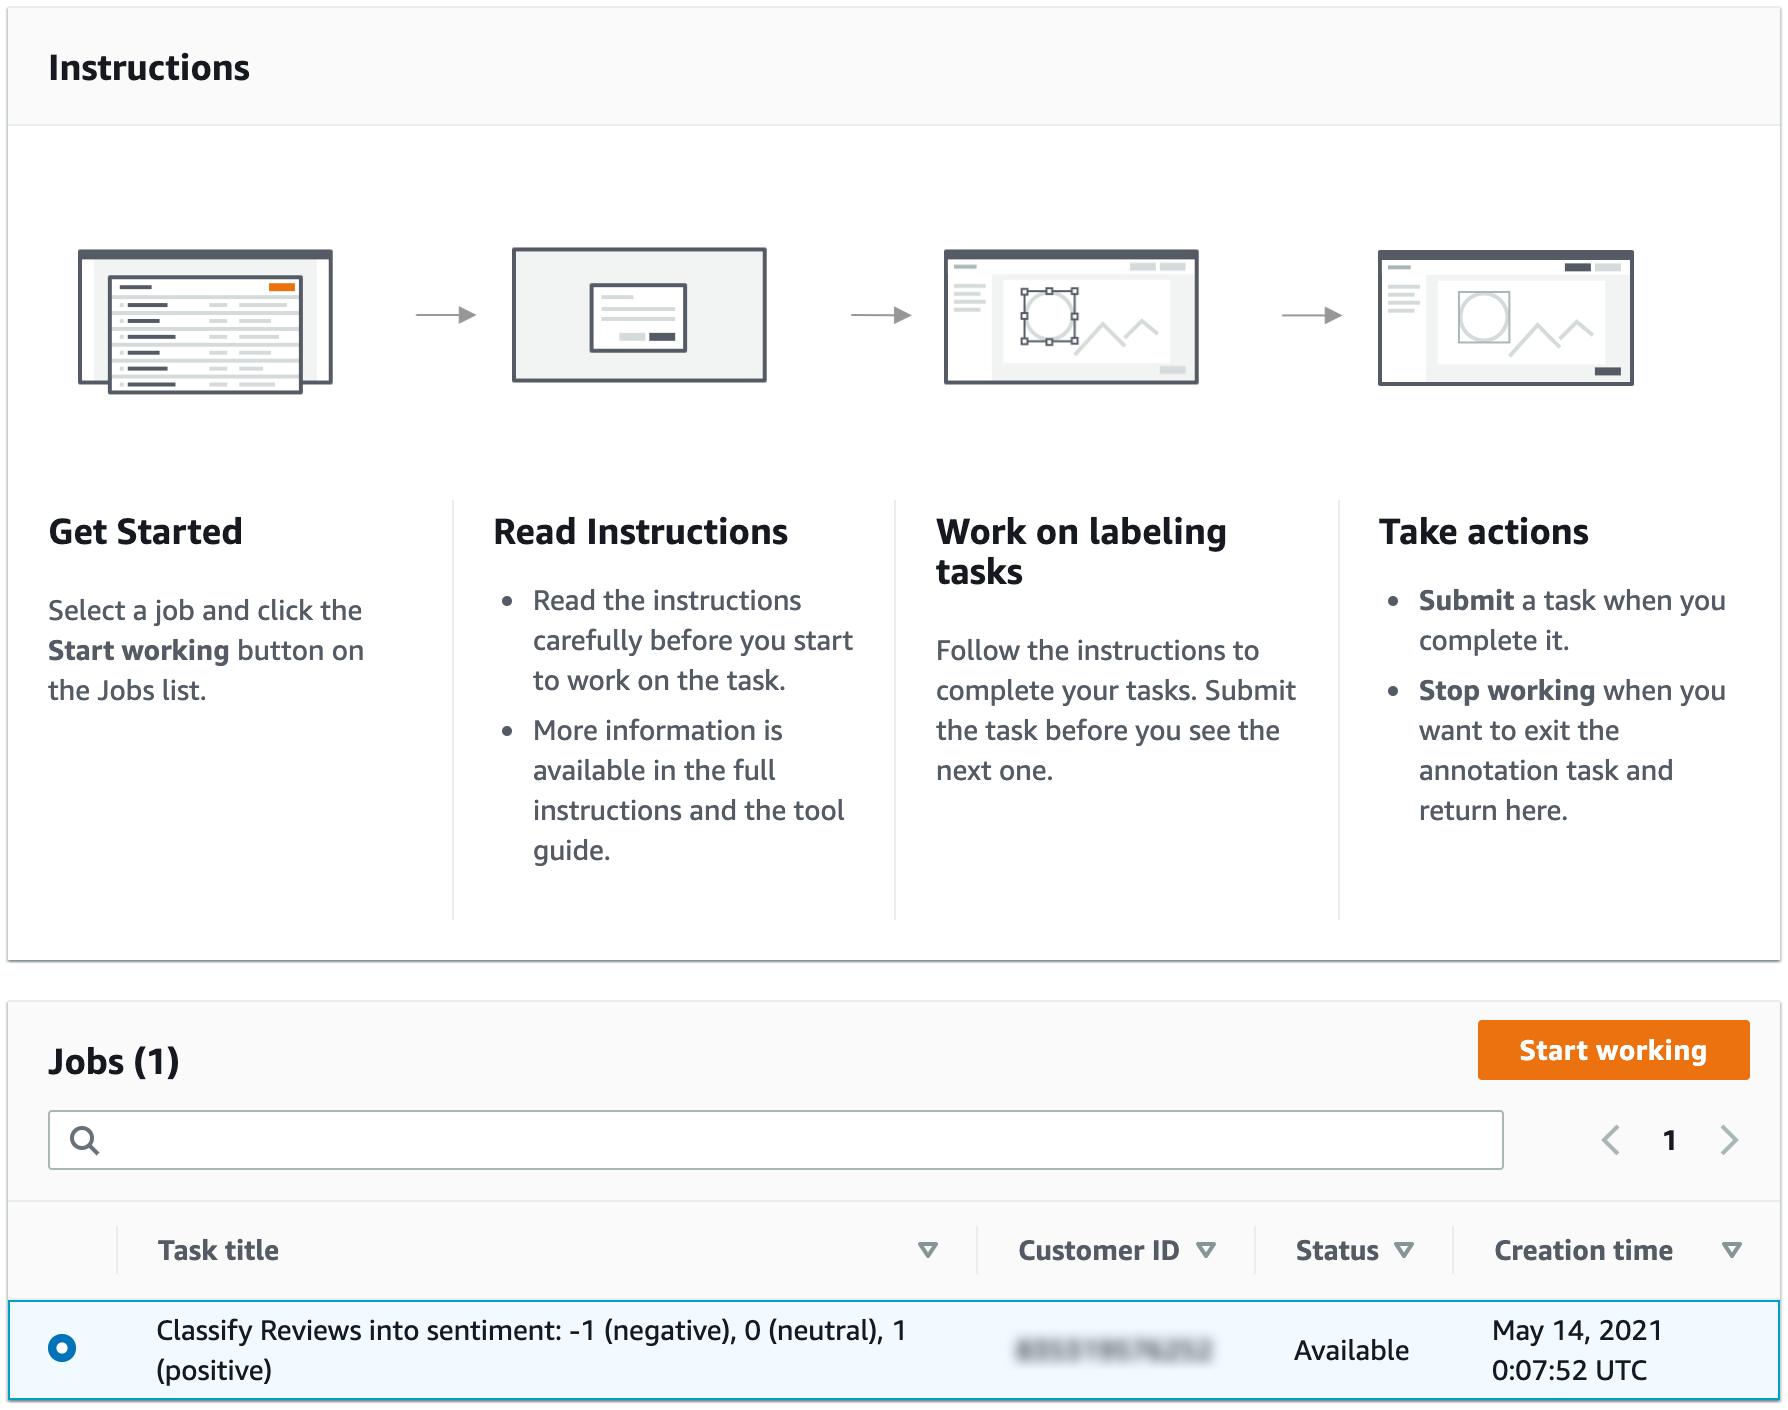 Instructions
Get Started
Select a job and click the
Start working button on
the Jobs list.
Read Instructions
• Read the instructions
carefully before you start
to work on the task.
• More information is
available in the full
instructions and the tool
guide.
Work on labeling
tasks
Follow the instructions to
complete your tasks. Submit
the task before you see the
next one.
Take actions
• Submit a task when you
complete it.
• Stop working when you
want to exit the
annotation task and
return here.
Jobs (1)
Start working
1
Task title
Customer ID
Status
Creation time
Classify Reviews into sentiment: -1 (negative), 0 (neutral), 1
(positive)
Available
May 14, 2021
0:07:52 UTC